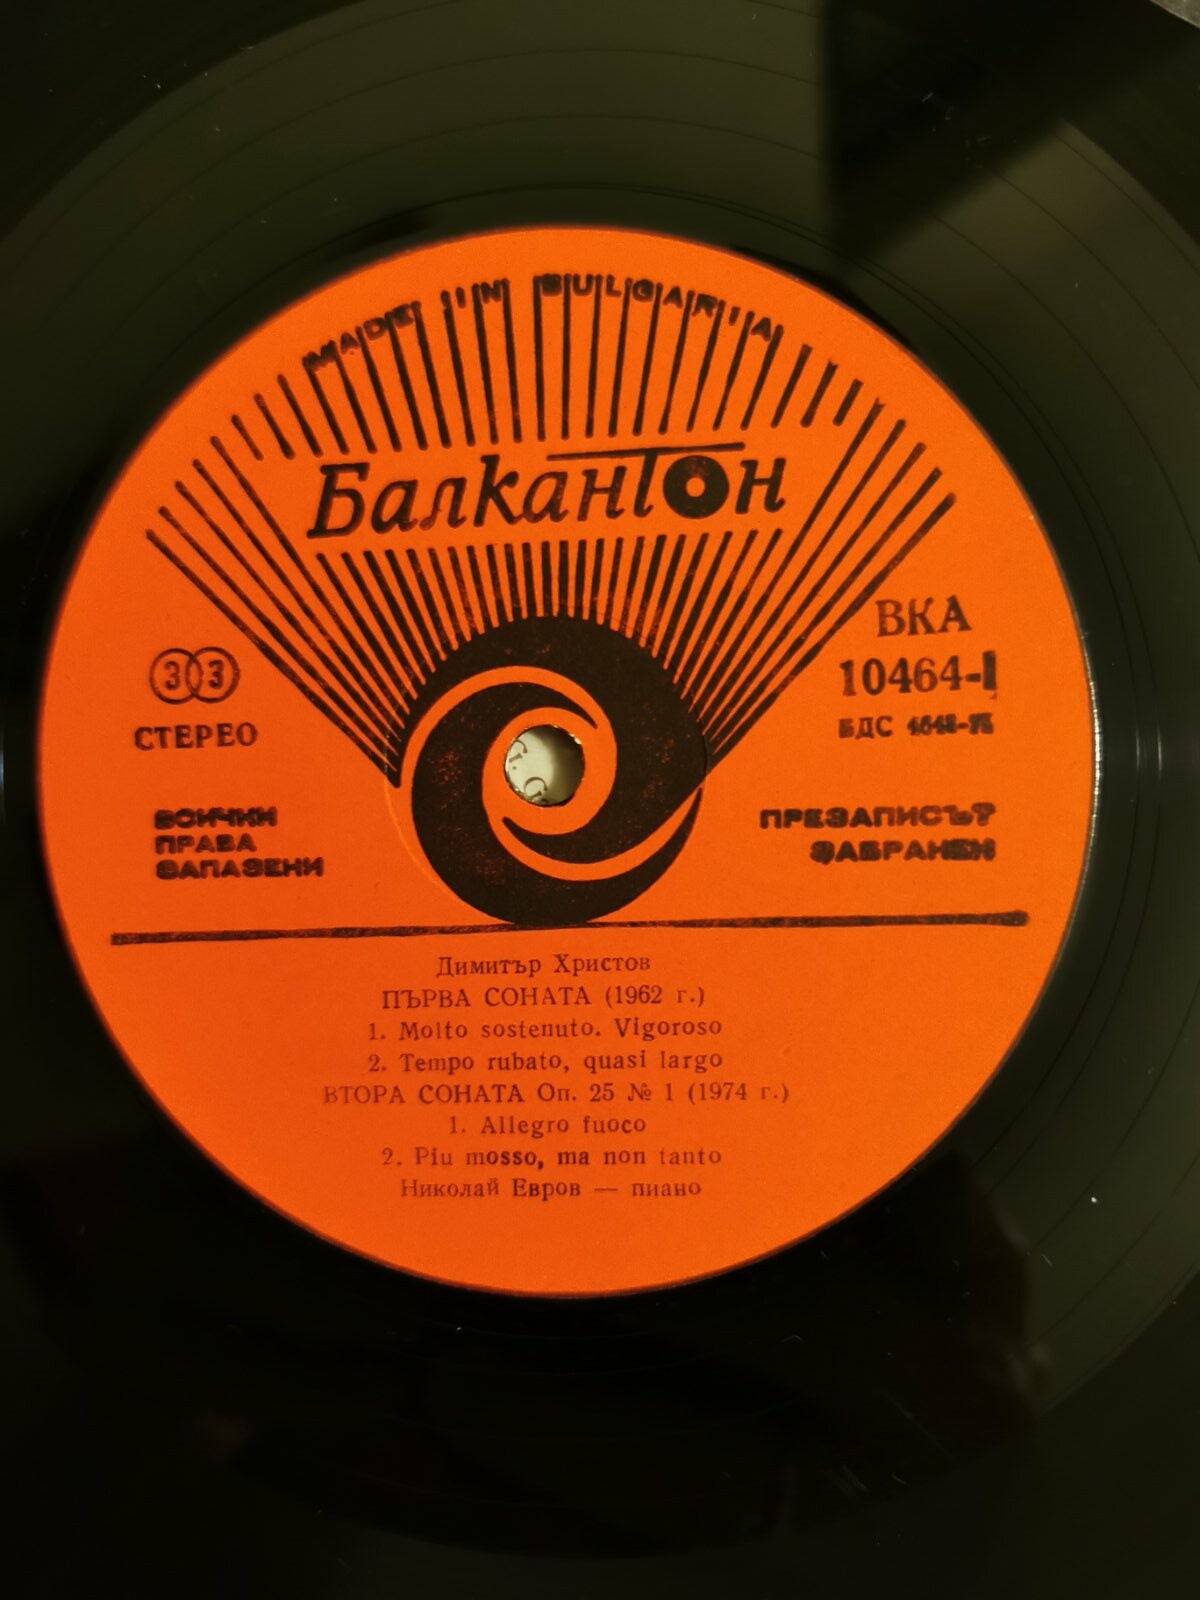 MADE IN BULGARIA
Балкантон
ВКА
10464-I
33
СТЕРЕО
БДС
ВСИЧКИ
ПРАВА
ЗАПАЗЕНИ
ПРЕЗАПИСЪТ
ЗАБРАНЕН
Димитър Христов
ПЪРВА СОНАТА (1962 г.)
1. Molto sostenuto. Vigoroso
2. Tempo rubato, quasi largo
ВТОРА СОНАТА Оп. 25 № 1 (1974 г.)
1. Allegro fuoco
2. Piu mosso, ma non tanto
Николай Евров — пиано